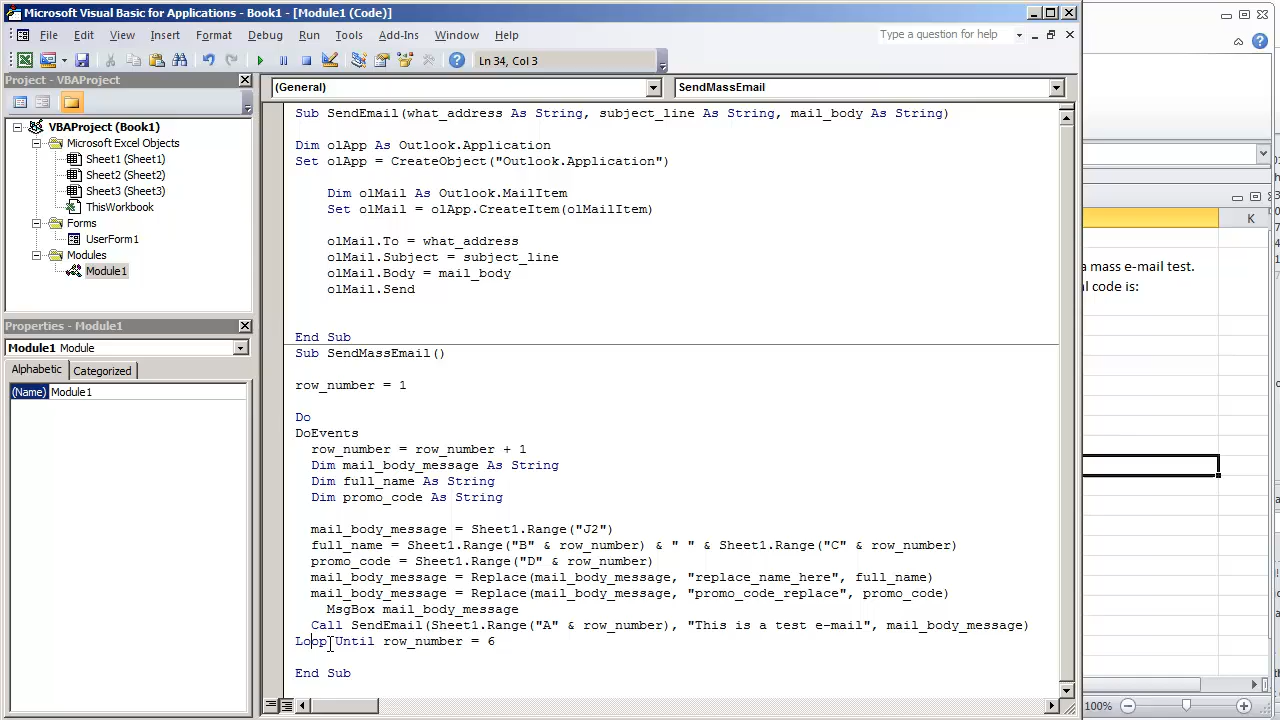 Microsoft Visual Basic for Applications - Book1 - [Module1 (Code)]
File Edit View Insert Format Debug Run Tools Add-Ins Window Help
Type a question for help
Ln 34, Col 3
Project - VBAProject
(General)
SendMassEmail
VBAProject (Book1)
Microsoft Excel Objects
Sheet1 (Sheet1)
Sheet2 (Sheet2)
Sheet3 (Sheet3)
ThisWorkbook
Forms
UserForm1
Modules
Module1
Properties - Module1
Module1 Module
Alphabetic Categorized
(Name) Module1
Sub SendEmail(what_address As String, subject_line As String, mail_body As String)
Dim olApp As Outlook.Application
Set olApp = CreateObject("Outlook.Application")
Dim olMail As Outlook.MailItem
Set olMail = olApp.CreateItem(olMailItem)
olMail.To = what_address
olMail.Subject = subject_line
olMail.Body = mail_body
olMail.Send
End Sub
Sub SendMassEmail()
row_number = 1
Do
DoEvents
row_number = row_number + 1
Dim mail_body_message As String
Dim full_name As String
Dim promo_code As String
mail_body_message = Sheet1.Range("J2")
full_name = Sheet1.Range("B" & row_number) & " " & Sheet1.Range("C" & row_number)
promo_code = Sheet1.Range("D" & row_number)
mail_body_message = Replace(mail_body_message, "replace_name_here", full_name)
mail_body_message = Replace(mail_body_message, "promo_code_replace", promo_code)
MsgBox mail_body_message
Call SendEmail(Sheet1.Range("A" & row_number), "This is a test e-mail", mail_body_message)
Loop Until row_number = 6
End Sub
K
a mass e-mail test.
al code is:
100%